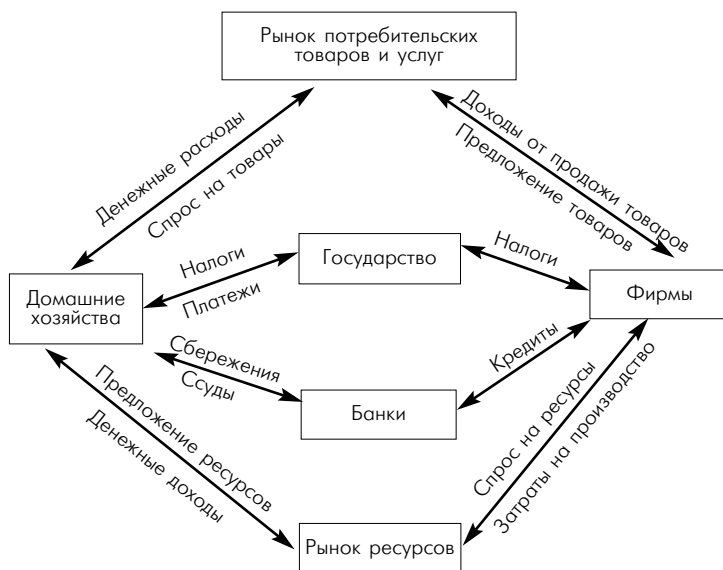 Рынок потребительских
товаров и услуг
Денежные расходы
Спрос на товары
Доходы от продажи товаров
Предложение товаров
Налоги
Платежи
Государство
Налоги
Домашние
хозяйства
Фирмы
Сбережения
Ссуды
Банки
Кредиты
Предложение ресурсов
Денежные доходы
Спрос на ресурсы
Затраты на производство
Рынок ресурсов